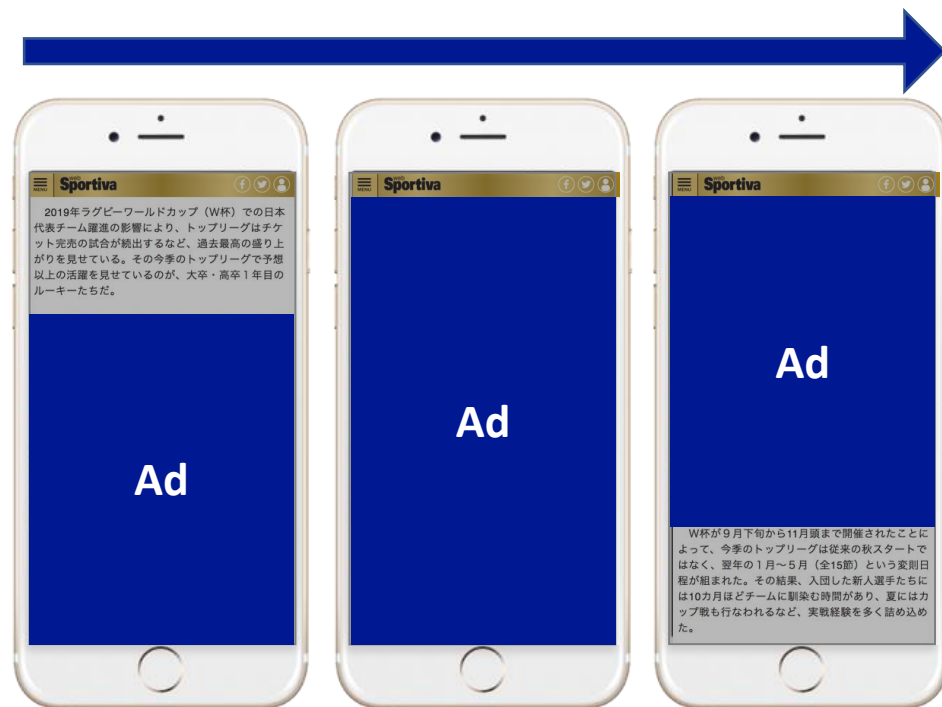 MENU
web
Sportiva
2019年ラグビーワールドカップ（W杯）での日本
代表チーム躍進の影響により、トップリーグはチケ
ット完売の試合が続出するなど、過去最高の盛り上
がりを見せている。その今季のトップリーグで予想
以上の活躍を見せているのが、大卒・高卒１年目の
ルーキーたちだ。
Ad
MENU
web
Sportiva
Ad
MENU
web
Sportiva
Ad
W杯が９月下旬から11月頭まで開催されたことに
よって、今季のトップリーグは従来の秋スタートで
はなく、翌年の１月～５月（全15節）という変則日
程が組まれた。その結果、入団した新人選手たちに
は10カ月ほどチームに馴染む時間があり、夏にはカ
ップ戦も行なわれるなど、実戦経験を多く詰め込め
た。